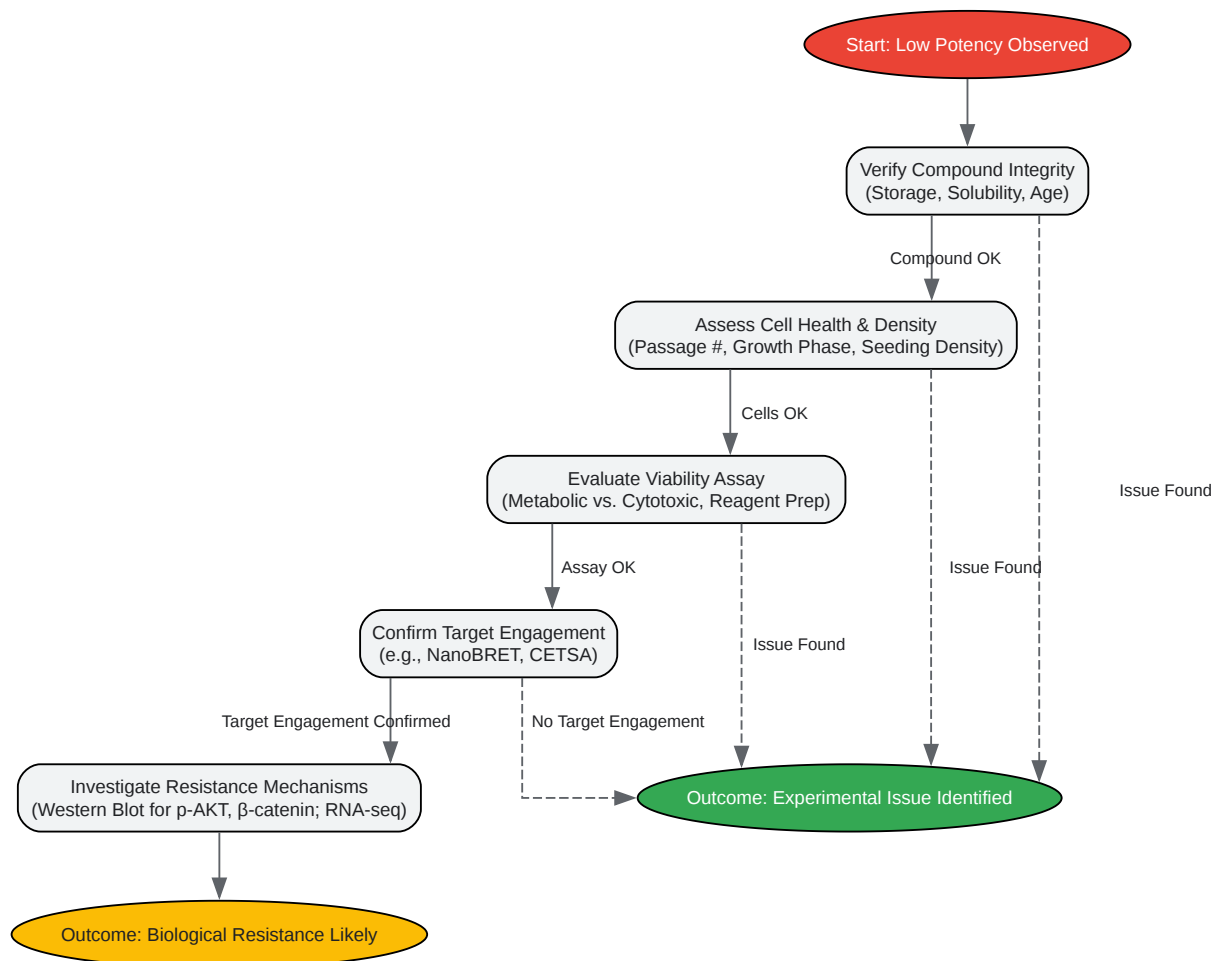 Start: Low Potency Observed
Verify Compound Integrity
(Storage, Solubility, Age)
Compound OK
Assess Cell Health & Density
(Passage #, Growth Phase, Seeding Density)
Cells OK
Evaluate Viability Assay
(Metabolic vs. Cytotoxic, Reagent Prep)
Issue Found
Assay OK
Issue Found
Confirm Target Engagement
(e.g., NanoBRET, CETSA)
Issue Found
Target Engagement Confirmed
No Target Engagement
Investigate Resistance Mechanisms
(Western Blot for p-AKT, β-catenin; RNA-seq)
Outcome: Experimental Issue Identified
Outcome: Biological Resistance Likely